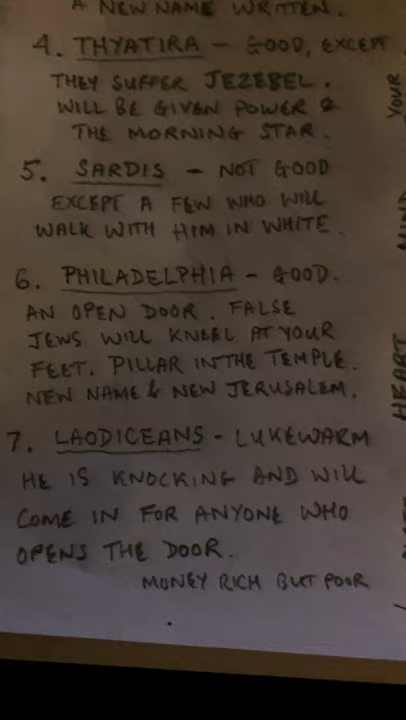 A NEW NAME WRITTEN.
4. THYATIRA - GOOD, EXCEPT
THEY SUFFER JEZEBEL.
WILL BE GIVEN POWER &
THE MORNING STAR.
5. SARDIS - NOT GOOD
EXCEPT A FEW WHO WILL
WALK WITH HIM IN WHITE.
6. PHILADELPHIA - GOOD.
AN OPEN DOOR. FALSE
JEWS WILL KNEEL AT YOUR
FEET. PILLAR IN THE TEMPLE.
NEW NAME & NEW JERUSALEM.
7. LAODICEANS - LUKEWARM
HE IS KNOCKING AND WILL
COME IN FOR ANYONE WHO
OPENS THE DOOR.
MONEY RICH BUT POOR
HEART
MIND
YOUR